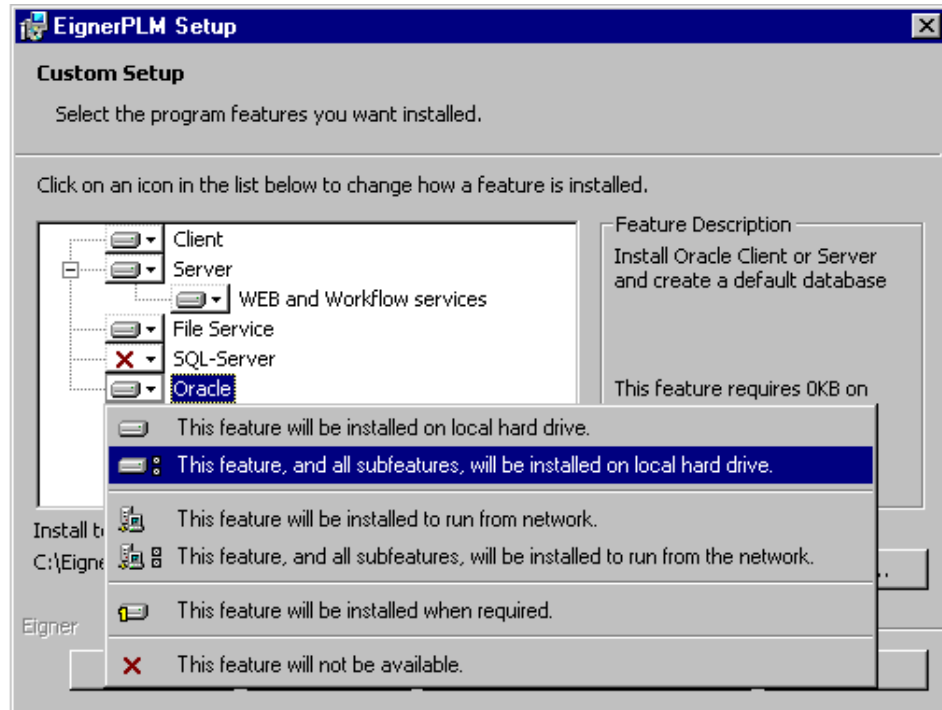 EignerPLM Setup
Custom Setup
Select the program features you want installed.
Click on an icon in the list below to change how a feature is installed.
Client
Server
WEB and Workflow services
File Service
SQL-Server
Oracle
Feature Description
Install Oracle Client or Server
and create a default database
This feature requires 0KB on
This feature will be installed on local hard drive.
This feature, and all subfeatures, will be installed on local hard drive.
This feature will be installed to run from network.
This feature, and all subfeatures, will be installed to run from the network.
This feature will be installed when required.
This feature will not be available.
Install t
C:\Eigne
Eigner